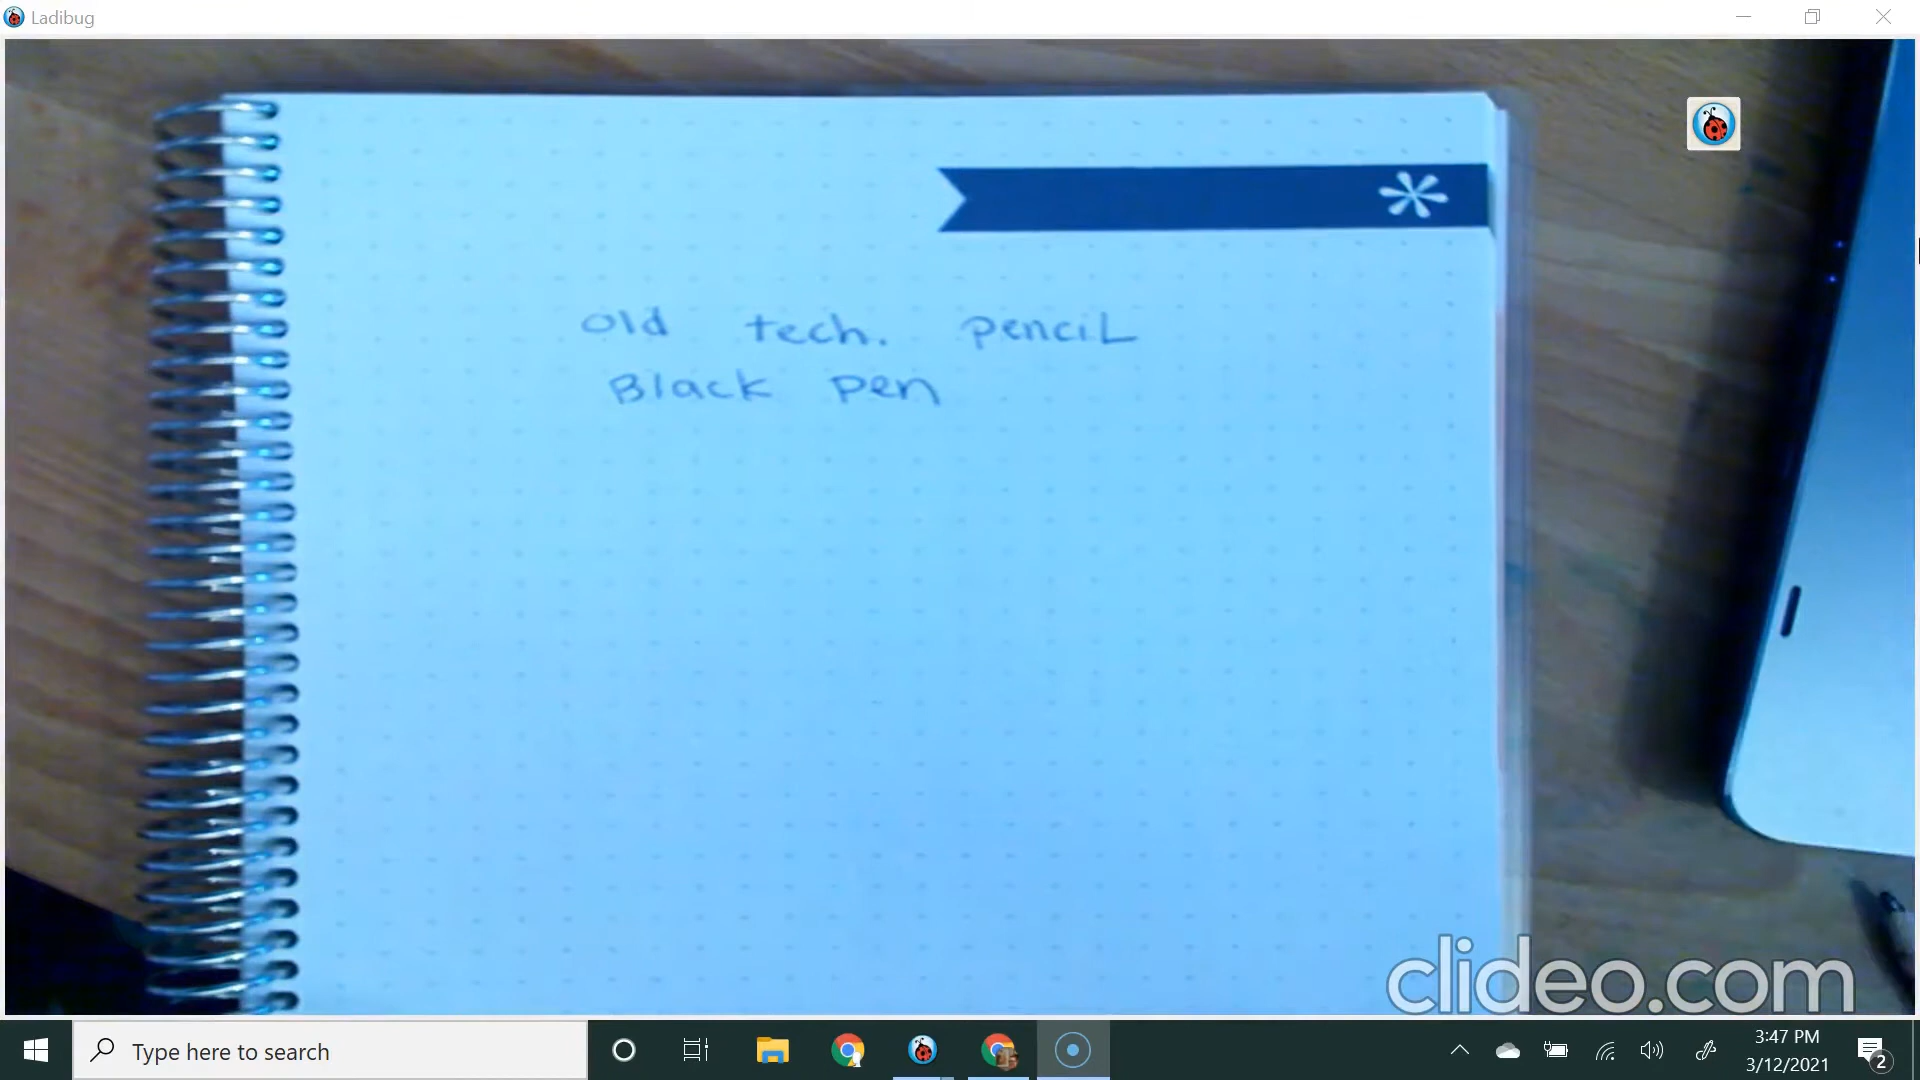 Ladibug
*
old tech. penciL
Black pen
clideo.com
Type here to search
3:47 PM
3/12/2021
2